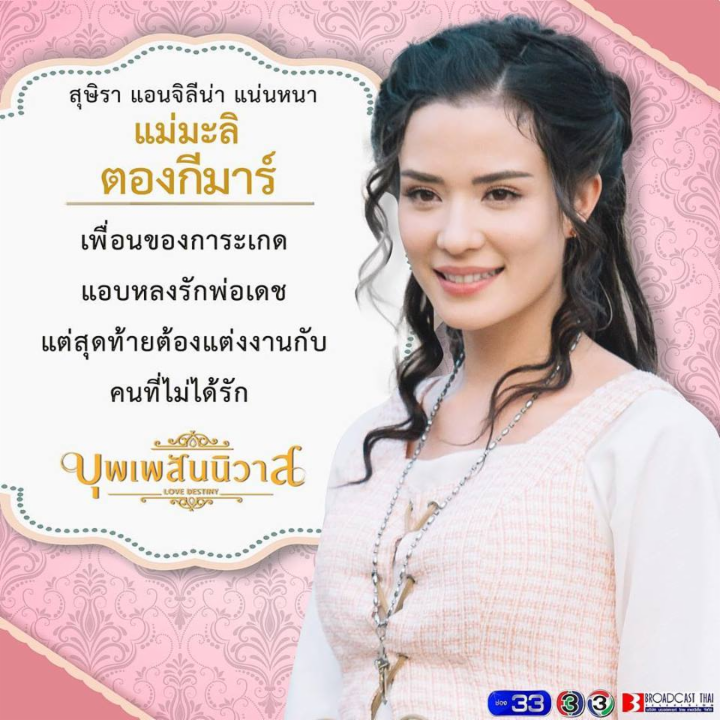 สุษิรา แอนจิลีน่า แน่นหนา
แม่มะลิ
ตองกีมาร์
เพื่อนของการะเกด
แอบหลงรักพ่อเดช
แต่สุดท้ายต้องแต่งงานกับ
คนที่ไม่ได้รัก
บุพเพสันนิวาส
LOVE DESTINY
ช่อง 33
3
BROADCAST THAI
TELEVISION